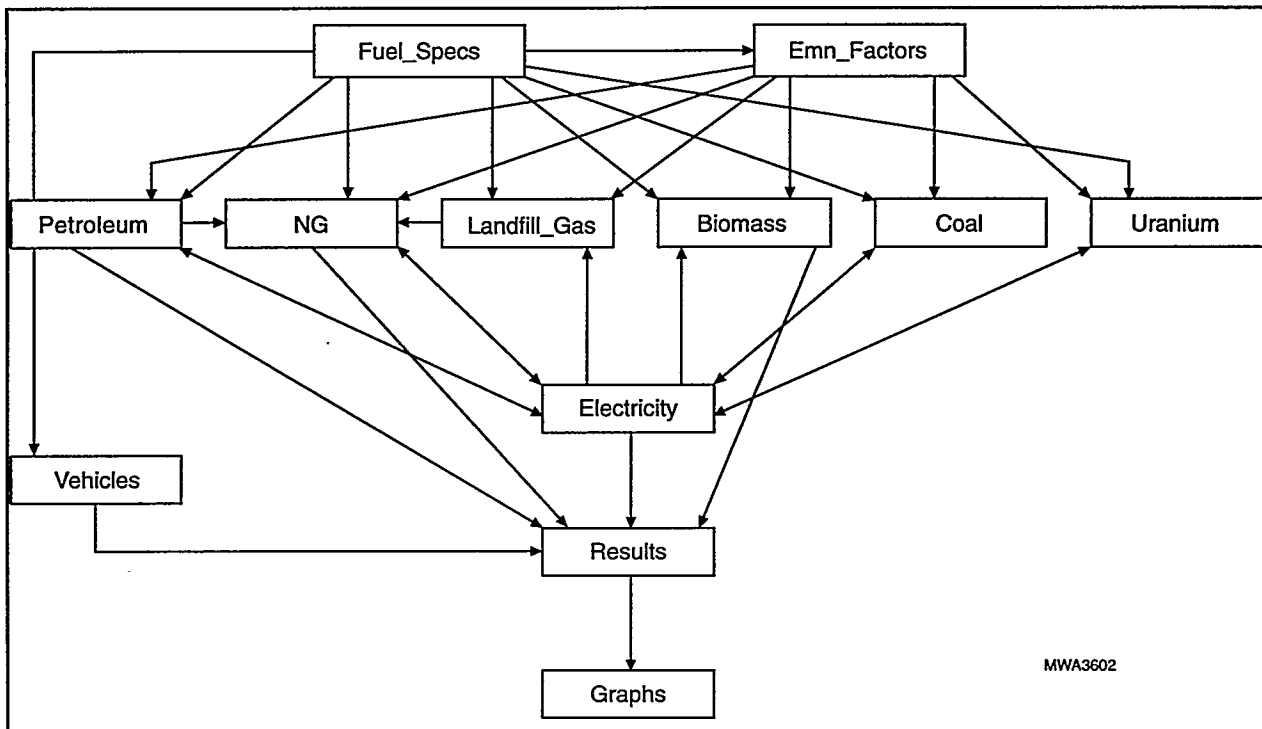 Fuel_Specs
Emn_Factors
Petroleum
NG
Landfill_Gas
Biomass
Coal
Uranium
Electricity
Vehicles
Results
MWA3602
Graphs